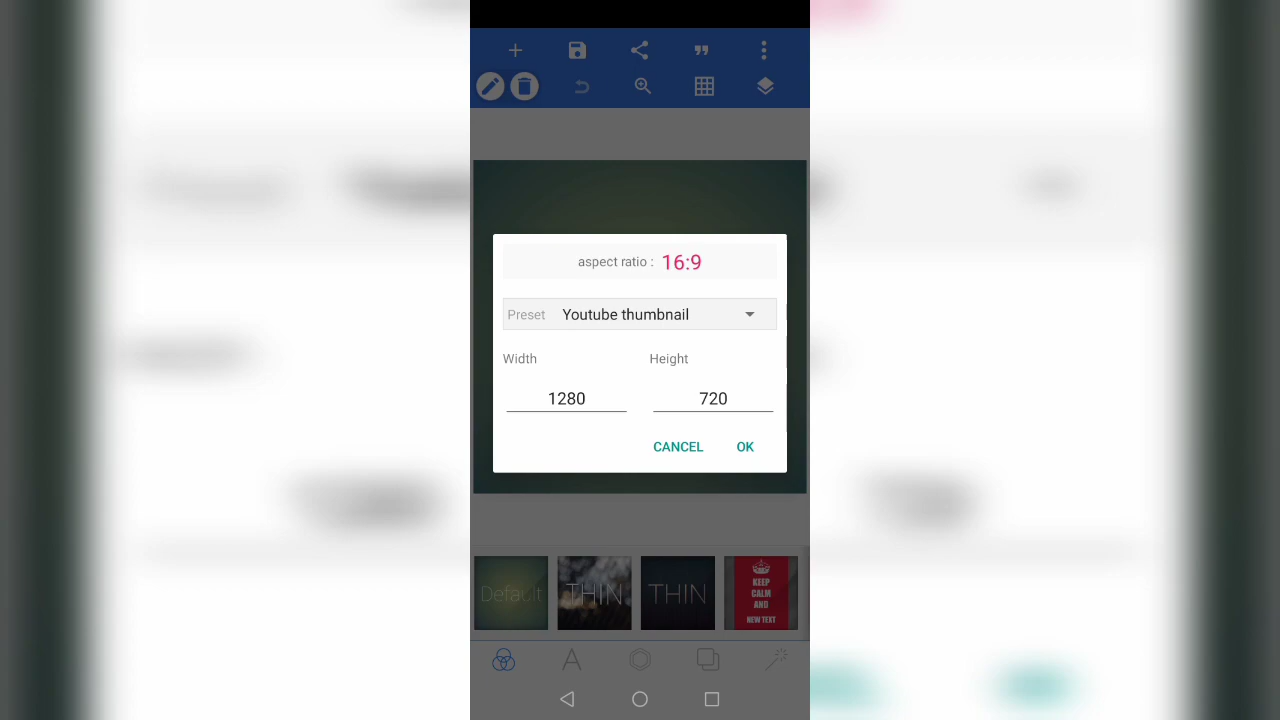 aspect ratio : 16:9
Preset Youtube thumbnail
Width Height
1280 720
CANCEL OK
Default THIN THIN KEEP
CALM
AND
NEW TEXT